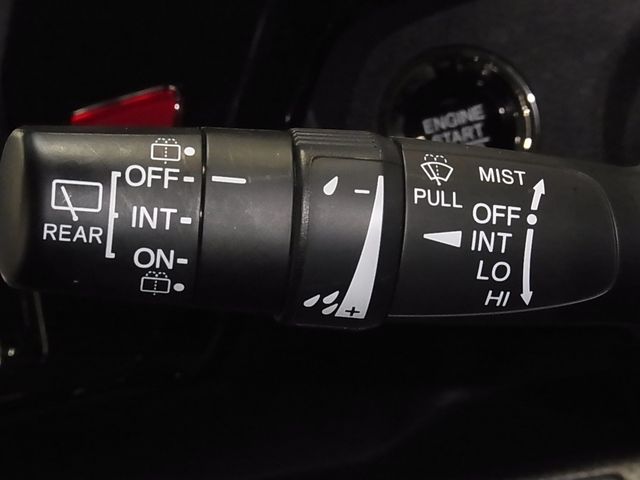 ENGINE
START
OFF
INT
ON
REAR
−
+
PULL
MIST
OFF
INT
LO
HI